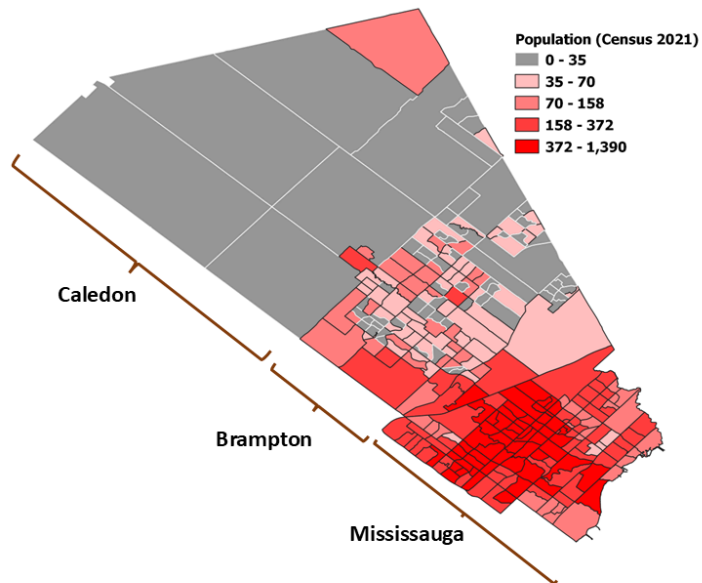 Population (Census 2021)
0 - 35
35 - 70
70 - 158
158 - 372
372 - 1,390
Caledon
Brampton
Mississauga